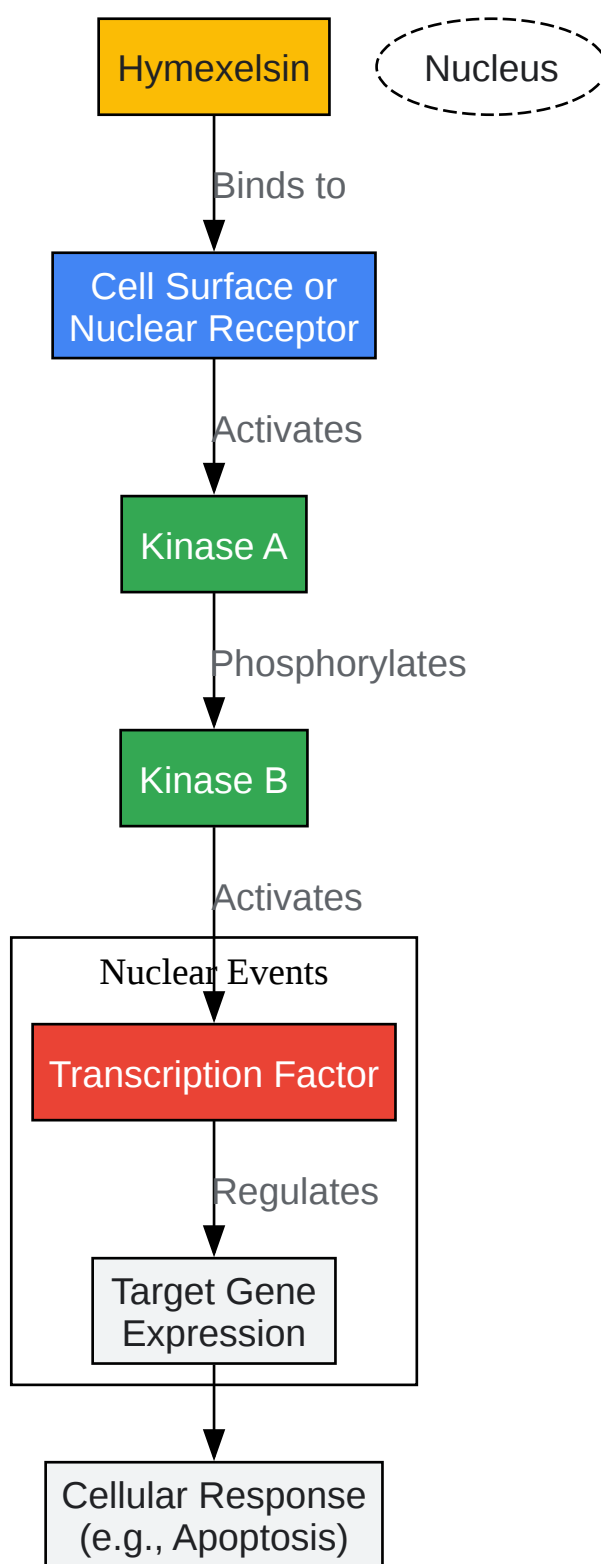 Hymexelsin
Nucleus
Binds to
Cell Surface or
Nuclear Receptor
Activates
Kinase A
Phosphorylates
Kinase B
Activates
Nuclear Events
Transcription Factor
Regulates
Target Gene
Expression
Cellular Response
(e.g., Apoptosis)